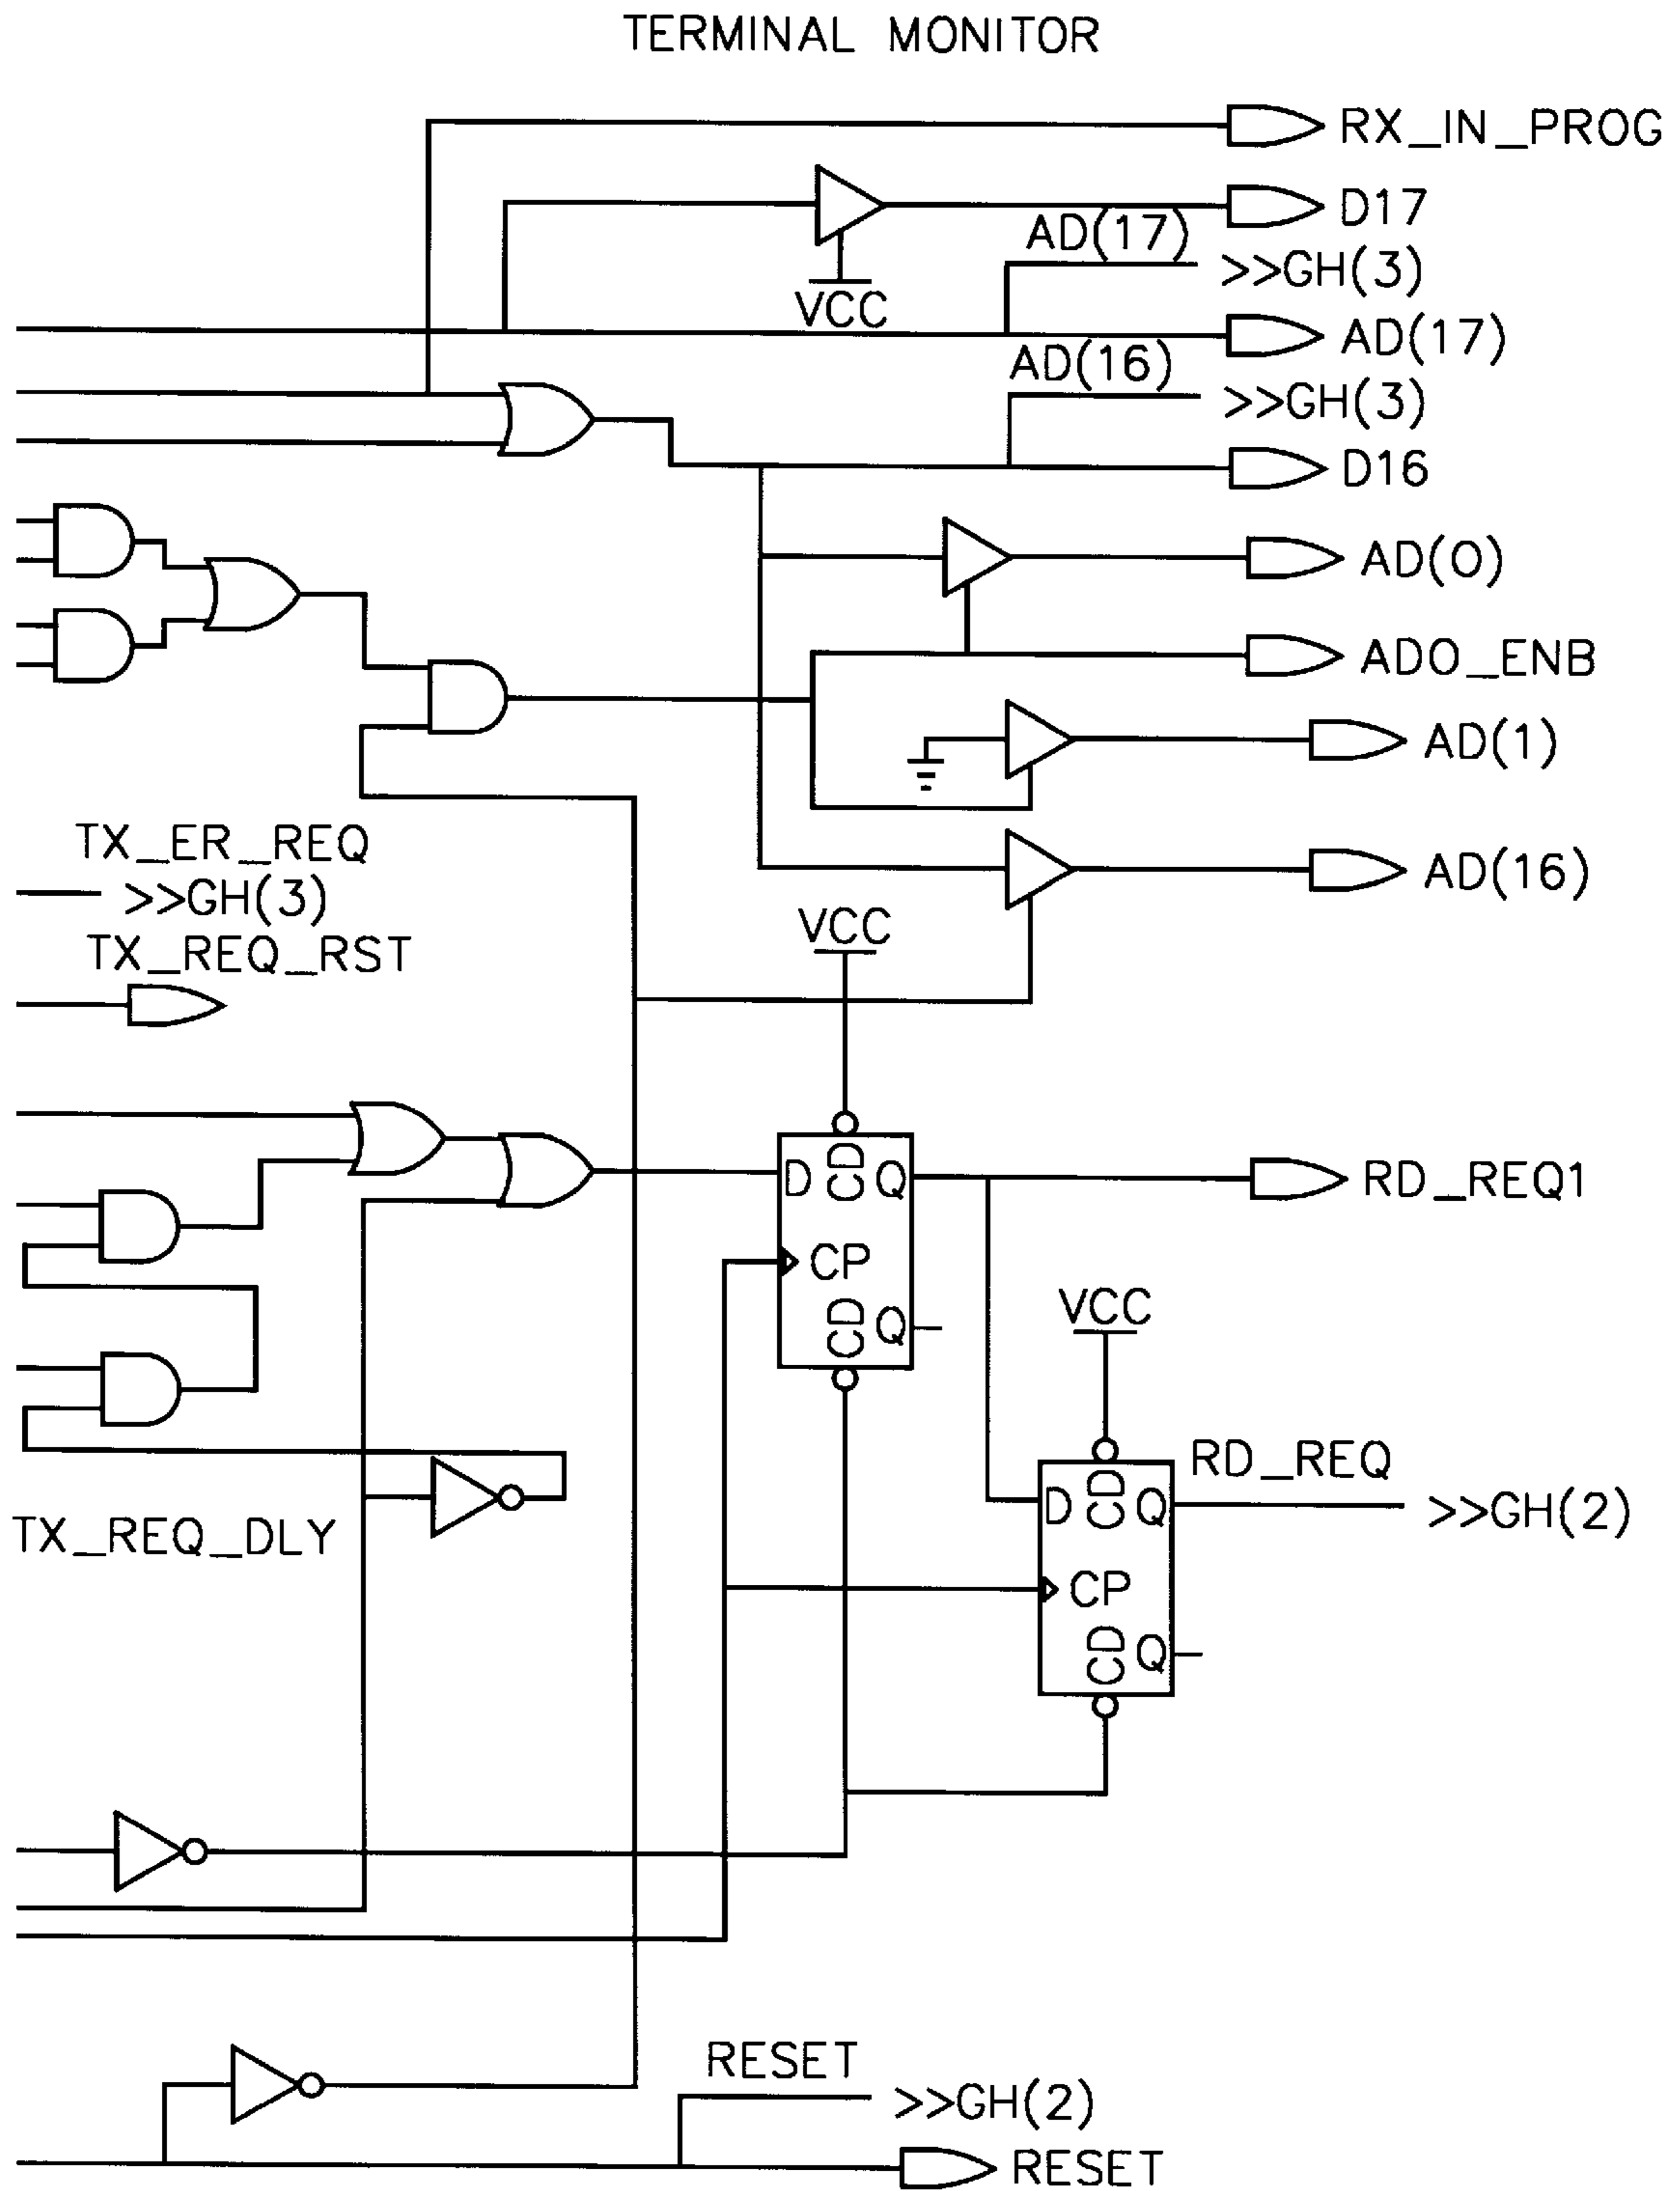 TERMINAL MONITOR
RX_IN_PROG
D17
AD(17)
>>GH(3)
VCC
AD(17)
AD(16)
>>GH(3)
D16
AD(0)
AD0_ENB
AD(1)
TX_ER_REQ
AD(16)
>>GH(3)
VCC
TX_REQ_RST
D CD Q
RD_REQ1
CP
VCC
CD Q
RD_REQ
D CD Q
>>GH(2)
TX_REQ_DLY
CP
CD Q
RESET
>>GH(2)
RESET